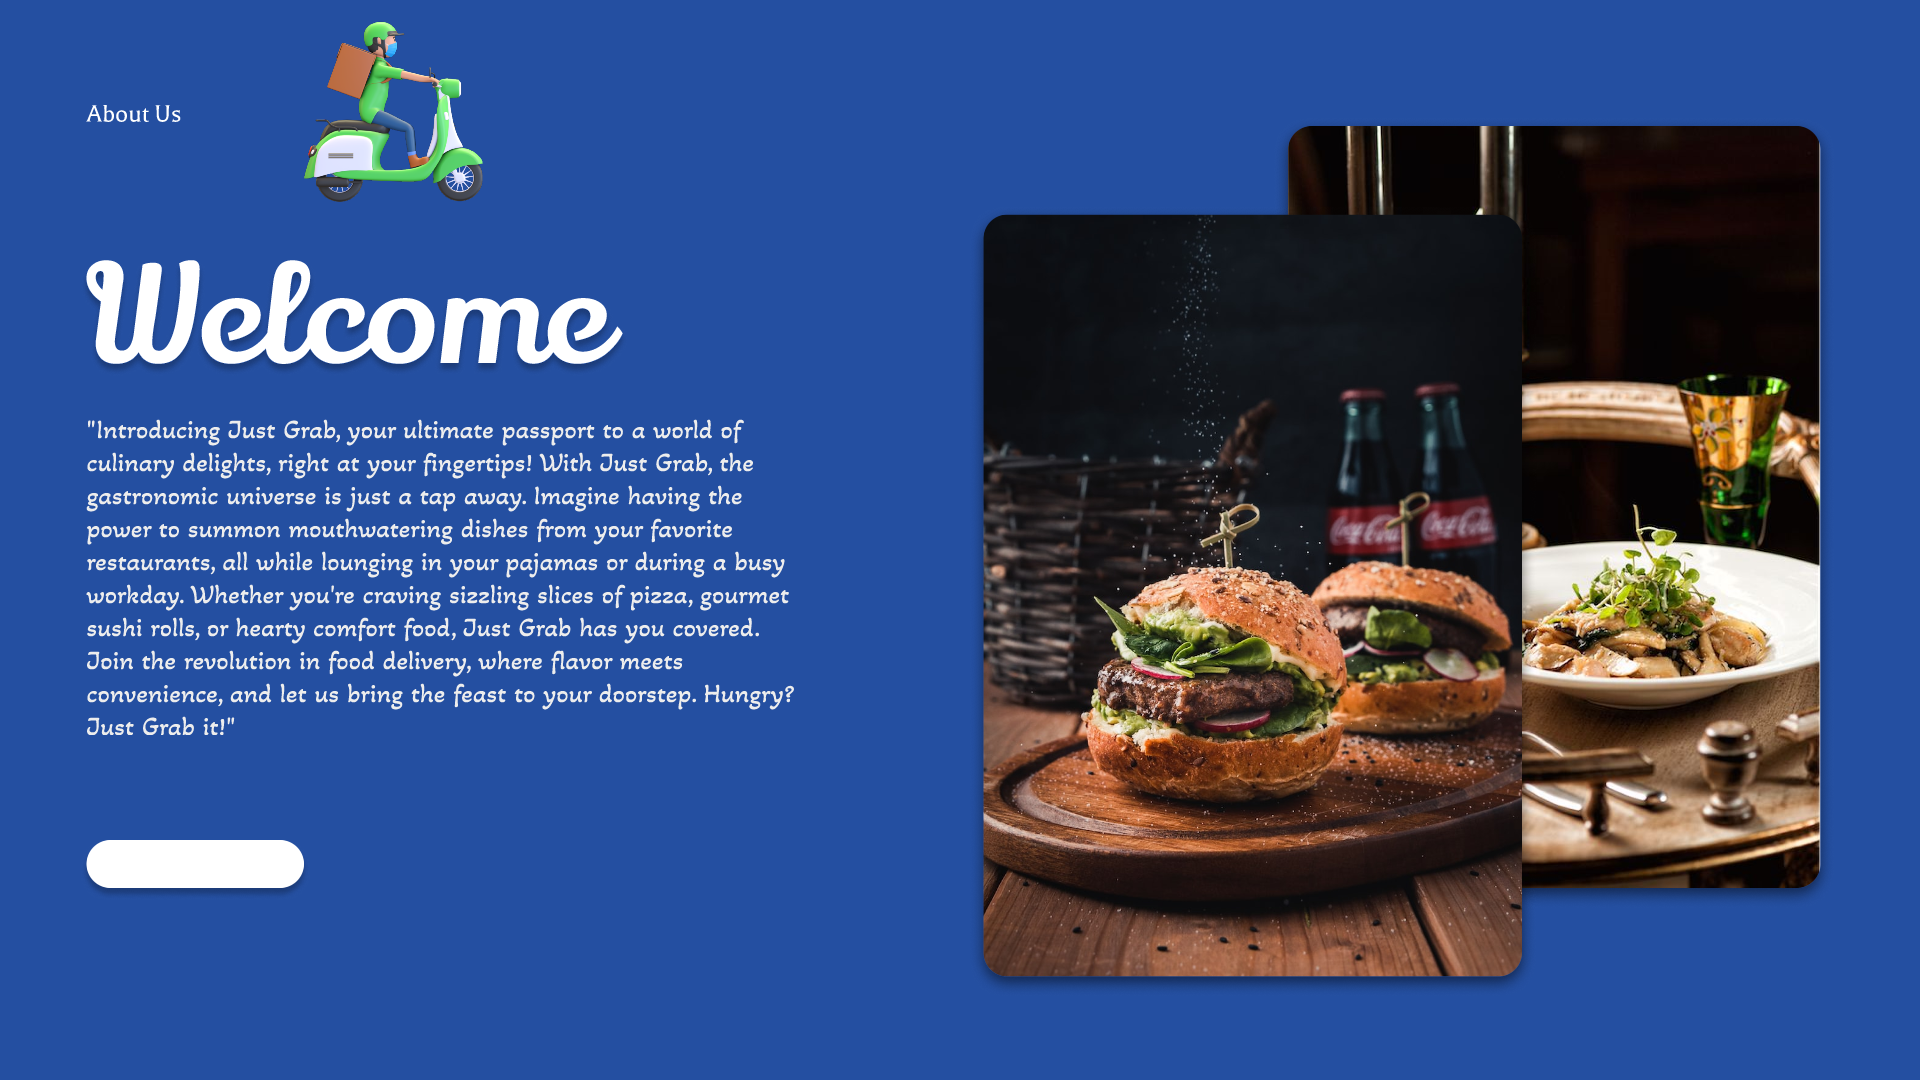 About Us
Welcome
"Introducing Just Grab, your ultimate passport to a world of
culinary delights, right at your fingertips! With Just Grab, the
gastronomic universe is just a tap away. Imagine having the
power to summon mouthwatering dishes from your favorite
restaurants, all while lounging in your pajamas or during a busy
workday. Whether you're craving sizzling slices of pizza, gourmet
sushi rolls, or hearty comfort food, Just Grab has you covered.
Join the revolution in food delivery, where flavor meets
convenience, and let us bring the feast to your doorstep. Hungry?
Just Grab it!"
Coca-Cola
Coca-Cola